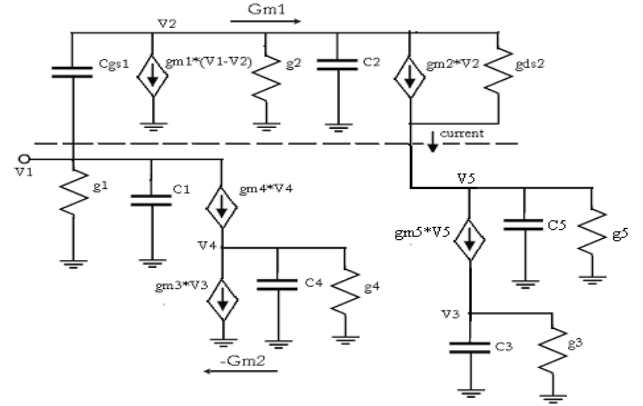 Gm1
V2
Cgs1
gm1*(V1-V2)
g2
C2
gm2*V2
gds2
current
V1
g1
C1
gm4*V4
V5
gm5*V5
C5
g5
V4
gm3*V3
C4
g4
V3
C3
g3
-Gm2